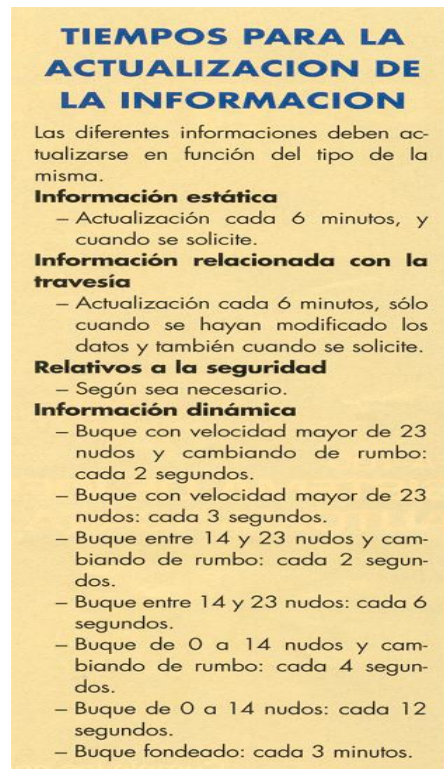 TIEMPOS PARA LA
ACTUALIZACION DE
LA INFORMACION
Las diferentes informaciones deben ac-
tualizarse en función del tipo de la
misma.
Información estática
– Actualización cada 6 minutos, y
cuando se solicite.
Información relacionada con la
travesía
– Actualización cada 6 minutos, sólo
cuando se hayan modificado los
datos y también cuando se solicite.
Relativos a la seguridad
– Según sea necesario.
Información dinámica
– Buque con velocidad mayor de 23
nudos y cambiando de rumbo:
cada 2 segundos.
– Buque con velocidad mayor de 23
nudos: cada 3 segundos.
– Buque entre 14 y 23 nudos y cam-
biando de rumbo: cada 2 segun-
dos.
– Buque entre 14 y 23 nudos: cada 6
segundos.
– Buque de 0 a 14 nudos y cam-
biando de rumbo: cada 4 segun-
dos.
– Buque de 0 a 14 nudos: cada 12
segundos.
– Buque fondeado: cada 3 minutos.